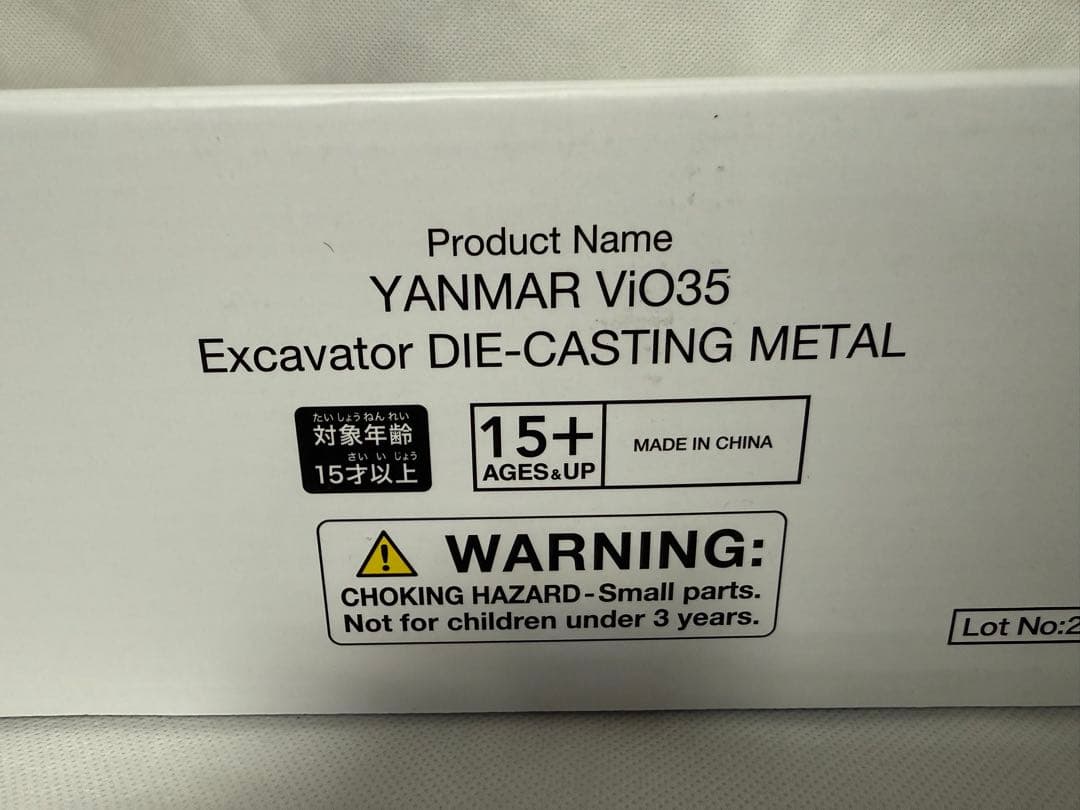 Product Name
YANMAR ViO35
Excavator DIE-CASTING METAL
たいしょうねんれい
対象年齢
さいいじょう
15才以上
15+
AGES&UP
MADE IN CHINA
WARNING:
CHOKING HAZARD-Small parts.
Not for children under 3 years.
Lot No:2